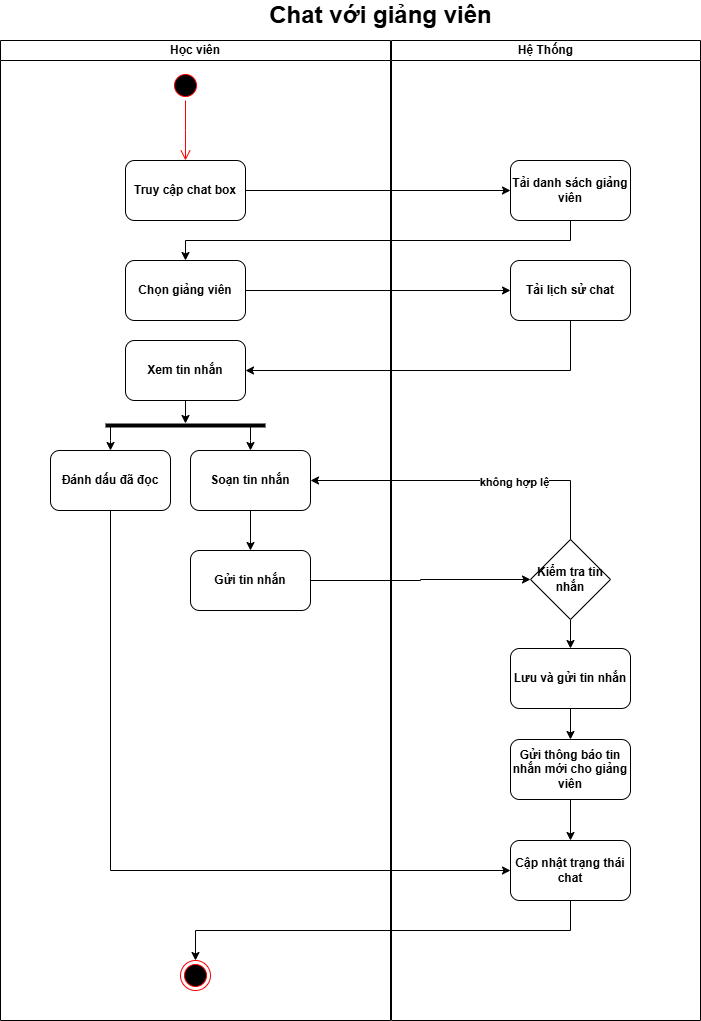 Chat với giảng viên
Học viên
Hệ Thống
Truy cập chat box
Tải danh sách giảng
viên
Chọn giảng viên
Tải lịch sử chat
Xem tin nhắn
Đánh dấu đã đọc
Soạn tin nhắn
không hợp lệ
Gửi tin nhắn
Kiểm tra tin
nhắn
Lưu và gửi tin nhắn
Gửi thông báo tin
nhắn mới cho giảng
viên
Cập nhật trạng thái
chat